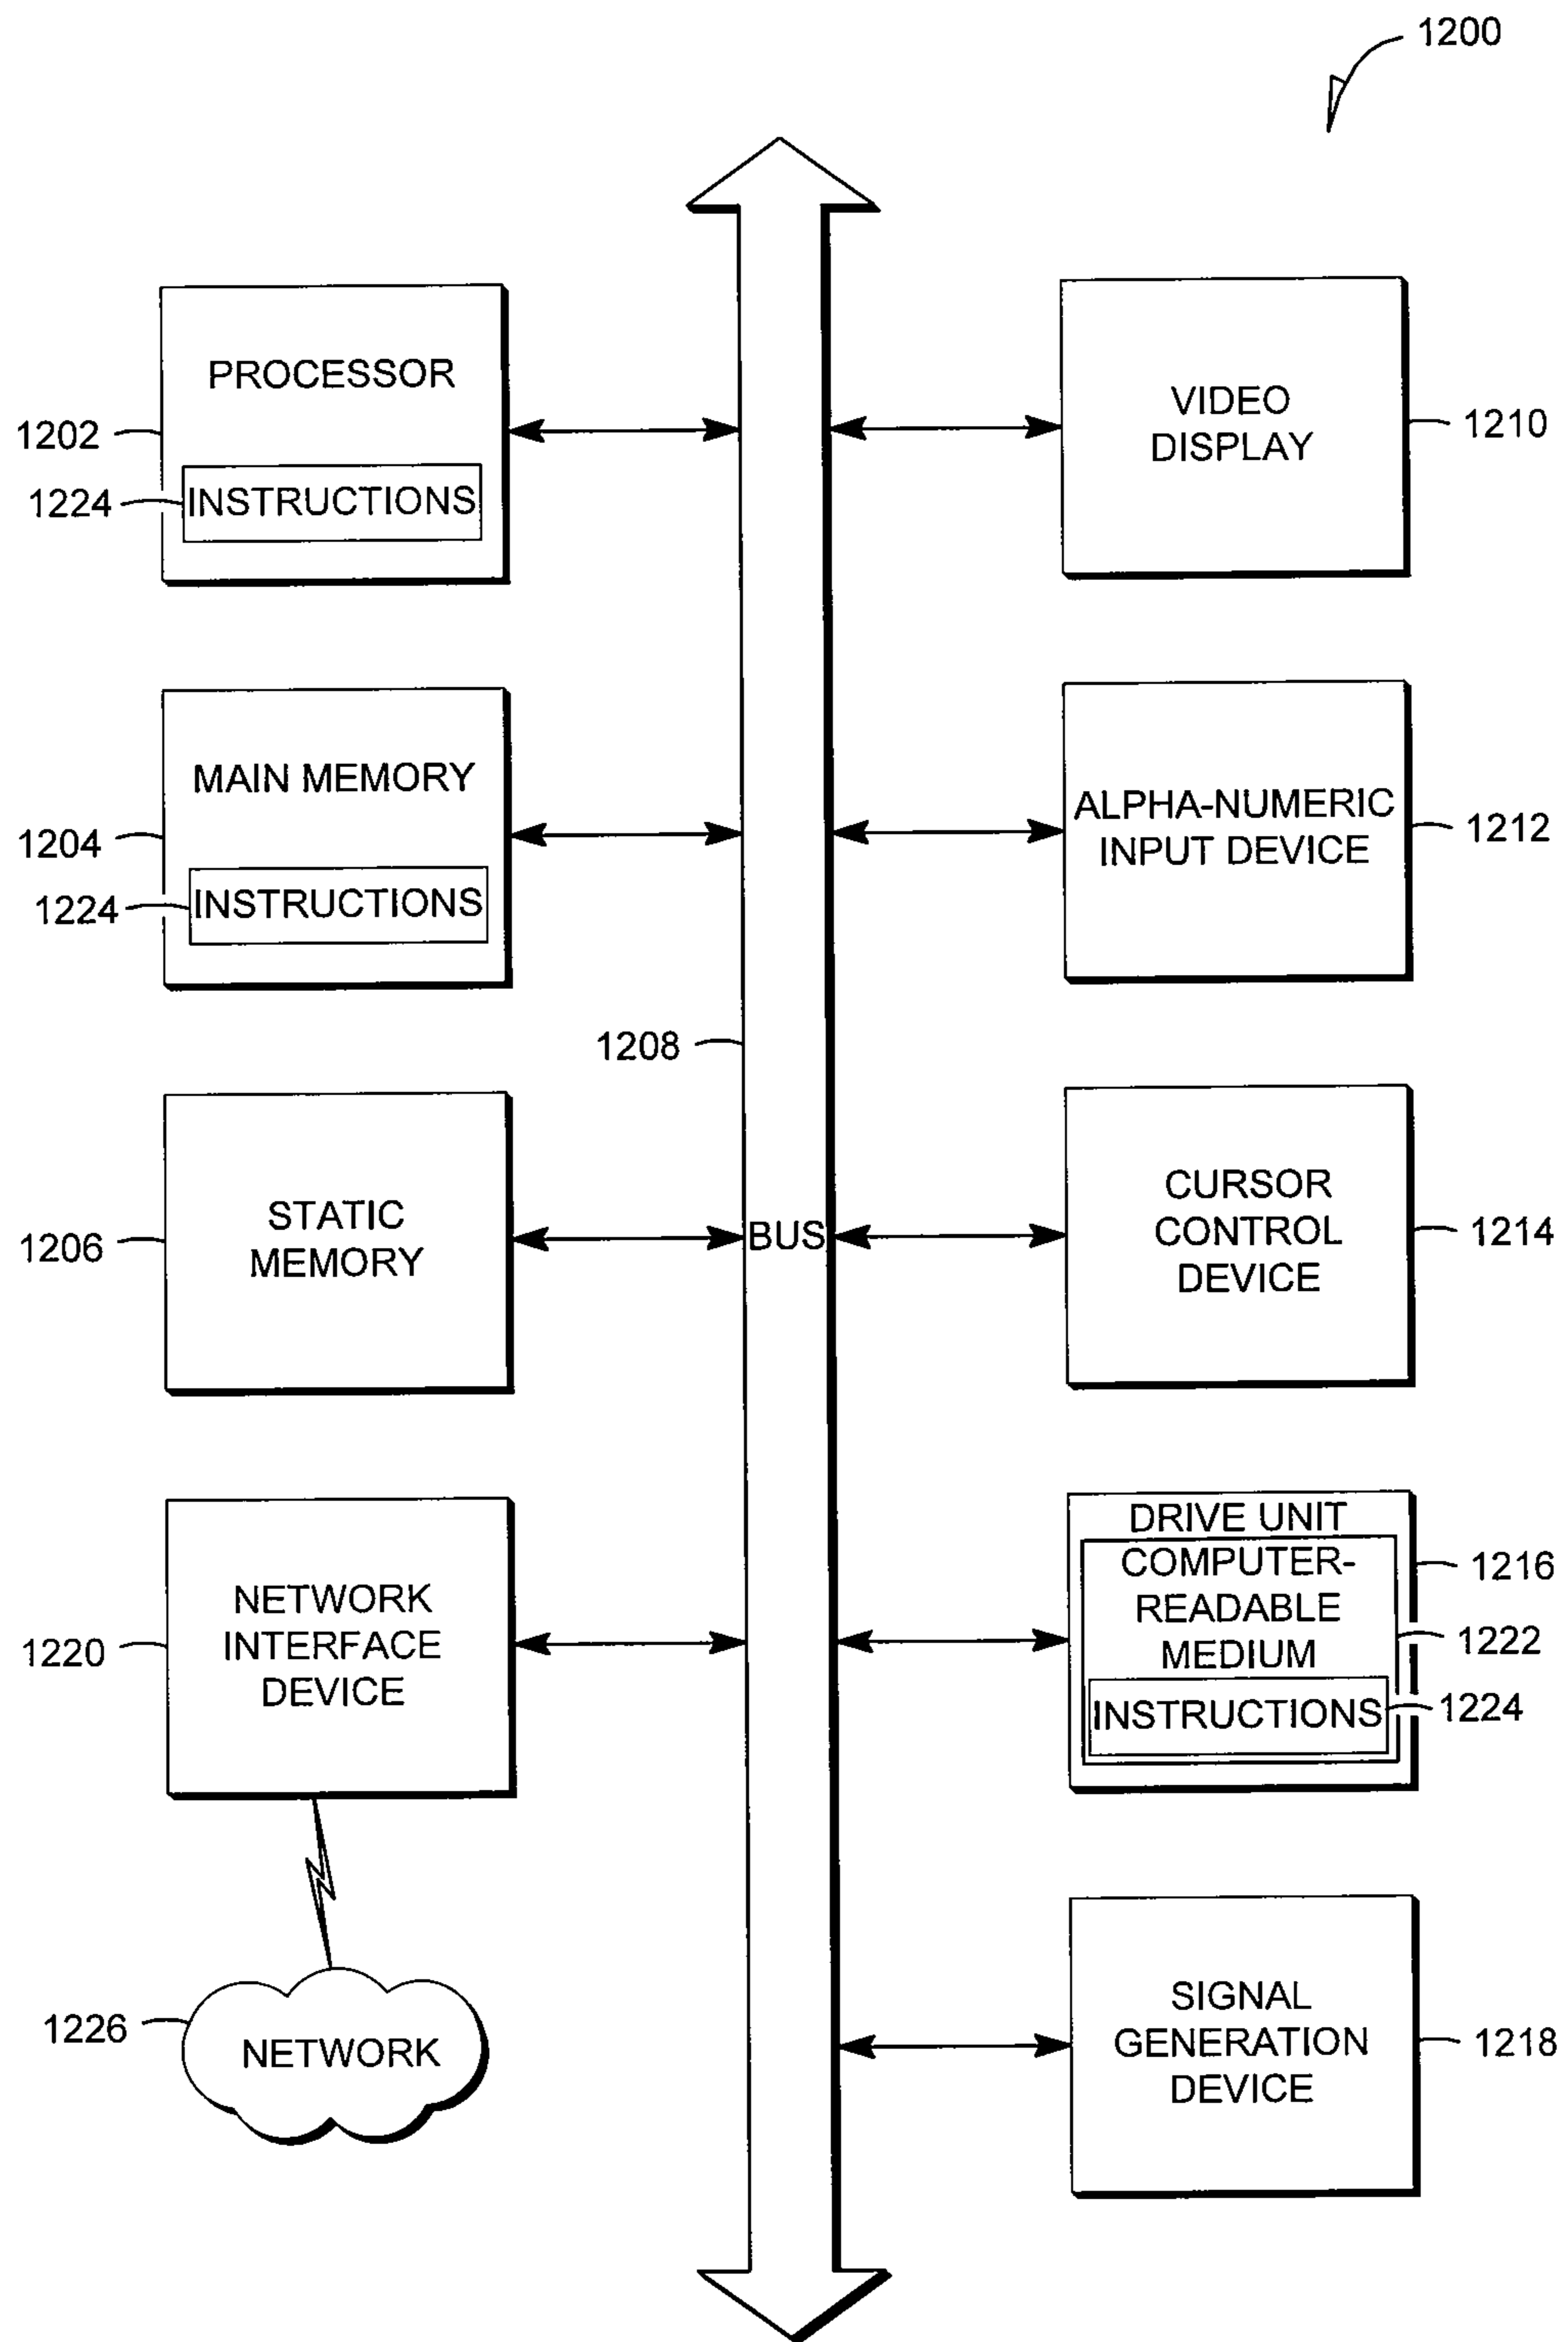 1200
PROCESSOR
1202
1224
INSTRUCTIONS
VIDEO
DISPLAY
1210
MAIN MEMORY
1204
1224
INSTRUCTIONS
ALPHA-NUMERIC
INPUT DEVICE
1212
1208
STATIC
MEMORY
1206
BUS
CURSOR
CONTROL
DEVICE
1214
NETWORK
INTERFACE
DEVICE
1220
DRIVE UNIT
COMPUTER-
READABLE
MEDIUM
1216
1222
INSTRUCTIONS
1224
1226
NETWORK
SIGNAL
GENERATION
DEVICE
1218